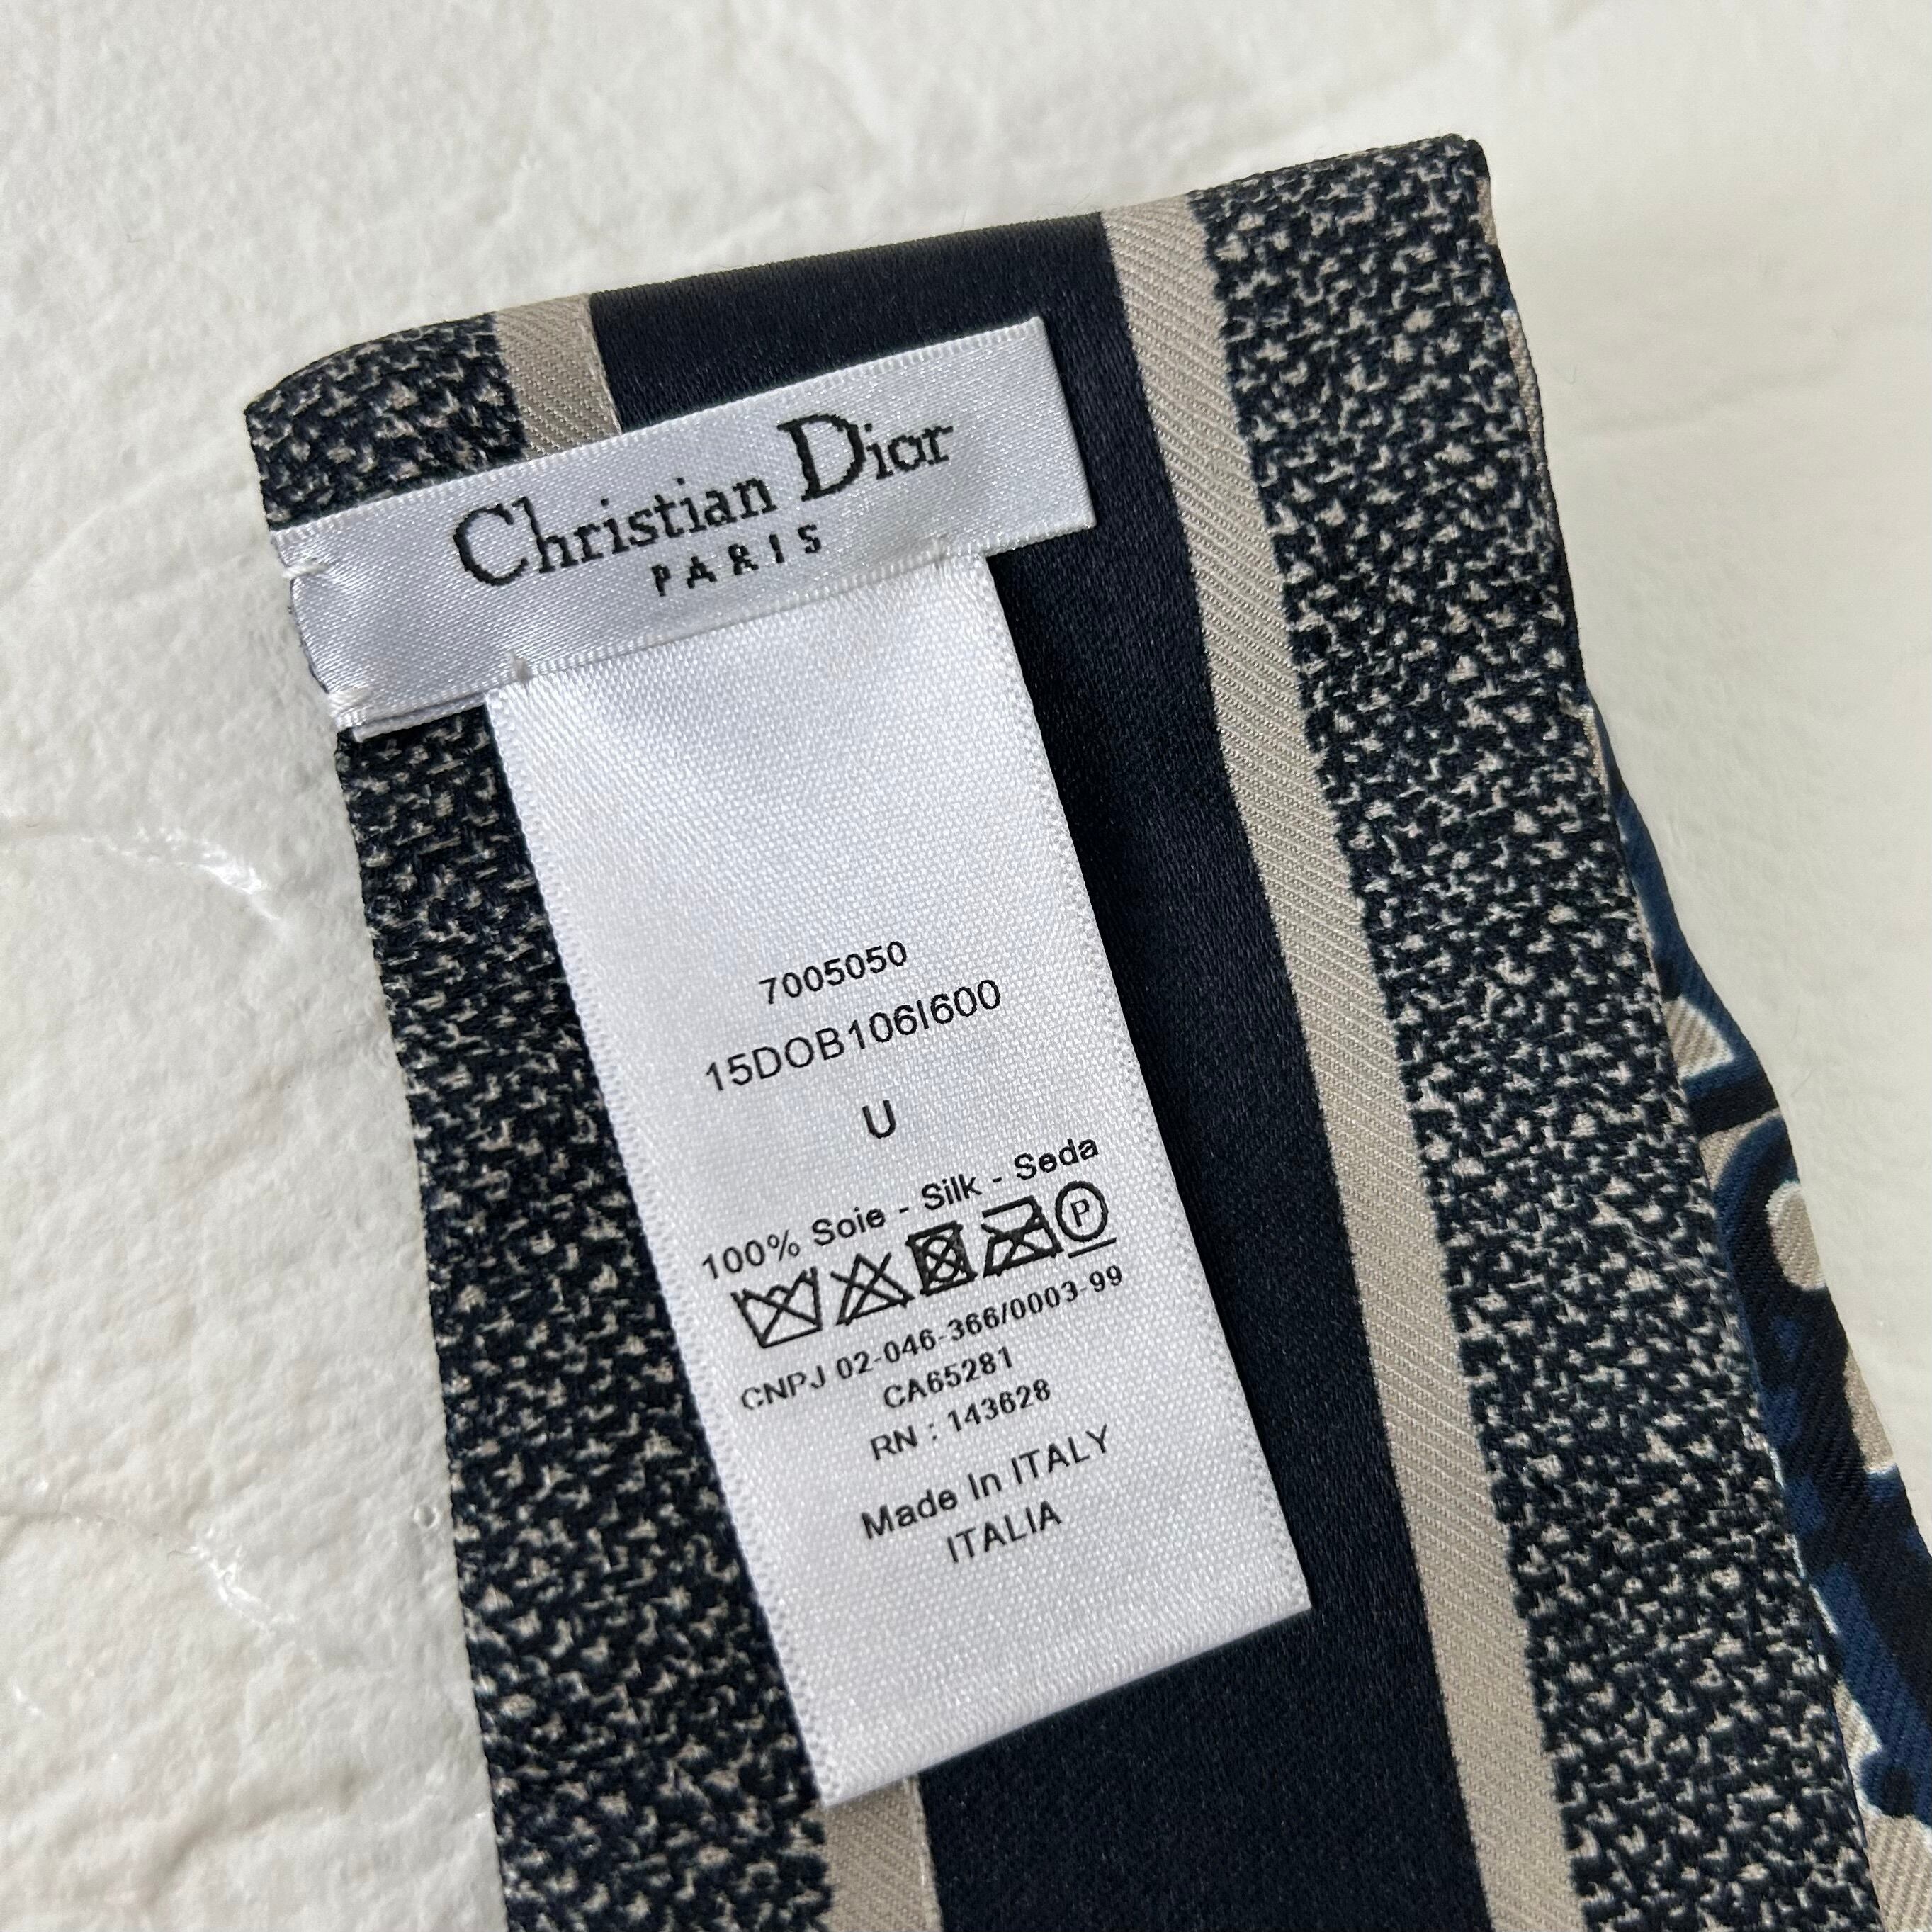 Christian Dior
PARIS
7005050
15DOB106I600
U
100% Soie - Silk - Seda
P
CNPJ 02-046-366/0003-99
CA65281
RN : 143628
Made In ITALY
ITALIA